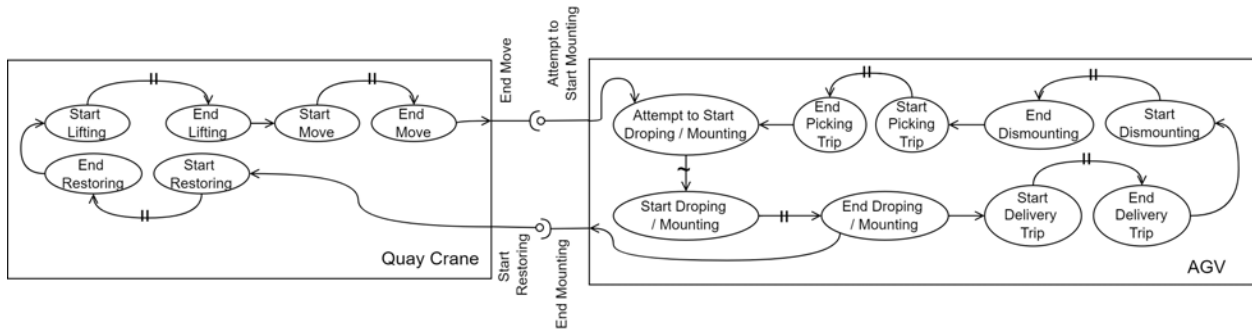 End Move
Attempt to
Start Mounting
Start
Lifting
End
Lifting
Start
Move
End
Move
End
Restoring
Start
Restoring
Quay Crane
Start
Restoring
End Mounting
Attempt to Start
Droping / Mounting
~
End
Picking
Trip
Start
Picking
Trip
End
Dismounting
Start
Dismounting
Start Droping
/ Mounting
End Droping
/ Mounting
Start
Delivery
Trip
End
Delivery
Trip
AGV